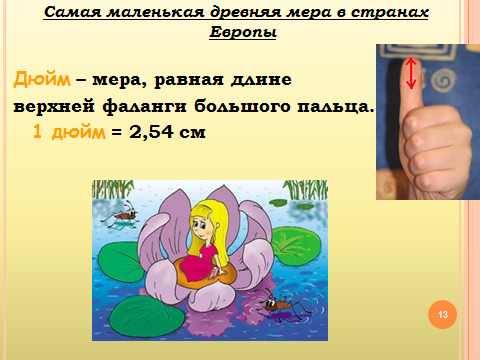 Самая маленькая древняя мера в странах
Европы
Дюйм – мера, равная длине
верхней фаланги большого пальца.
1 дюйм = 2,54 см
13